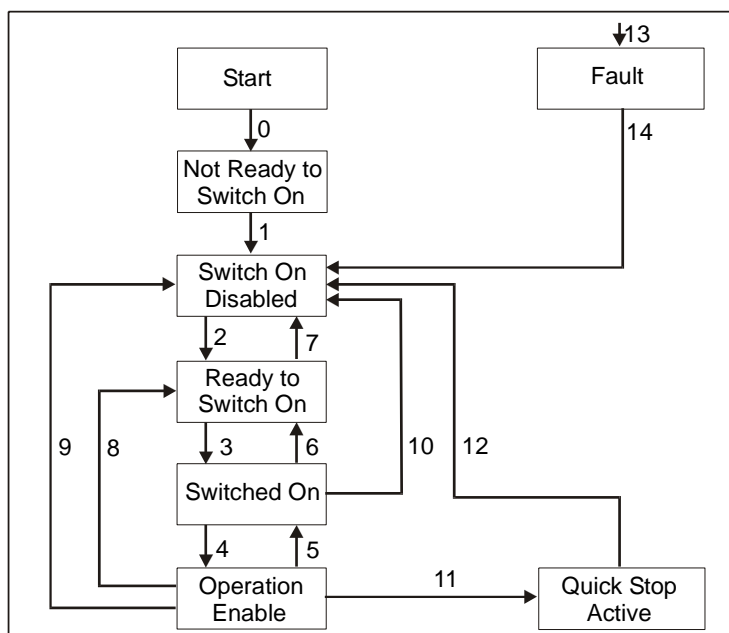 13
Start
Fault
0
14
Not Ready to
Switch On
1
Switch On
Disabled
2
7
Ready to
Switch On
9
8
3
6
10
12
Switched On
4
5
Operation
Enable
11
Quick Stop
Active